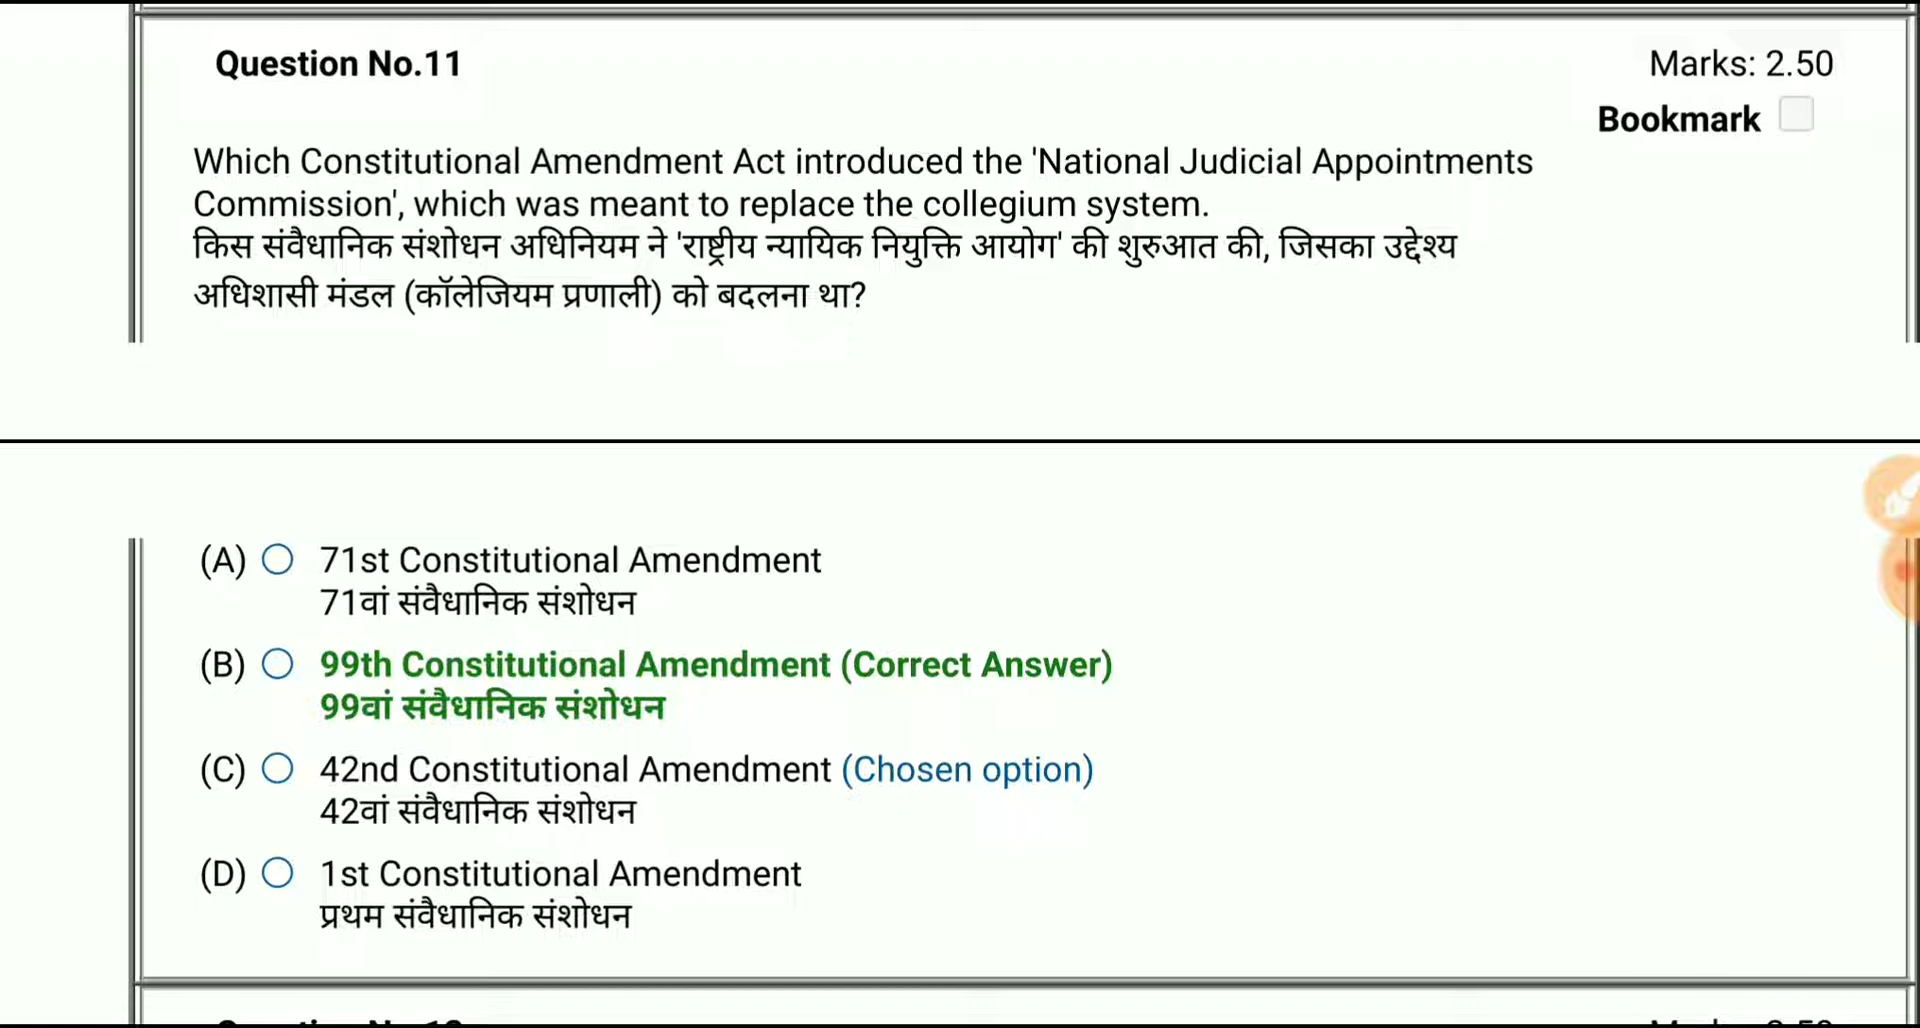 Question No.11
Marks: 2.50
Bookmark
Which Constitutional Amendment Act introduced the 'National Judicial Appointments
Commission', which was meant to replace the collegium system.
किस संवैधानिक संशोधन अधिनियम ने 'राष्ट्रीय न्यायिक नियुक्ति आयोग' की शुरुआत की, जिसका उद्देश्य
अधिशासी मंडल (कॉलेजियम प्रणाली) को बदलना था?
(A) 71st Constitutional Amendment
71वां संवैधानिक संशोधन
(B) 99th Constitutional Amendment (Correct Answer)
99वां संवैधानिक संशोधन
(C) 42nd Constitutional Amendment (Chosen option)
42वां संवैधानिक संशोधन
(D) 1st Constitutional Amendment
प्रथम संवैधानिक संशोधन